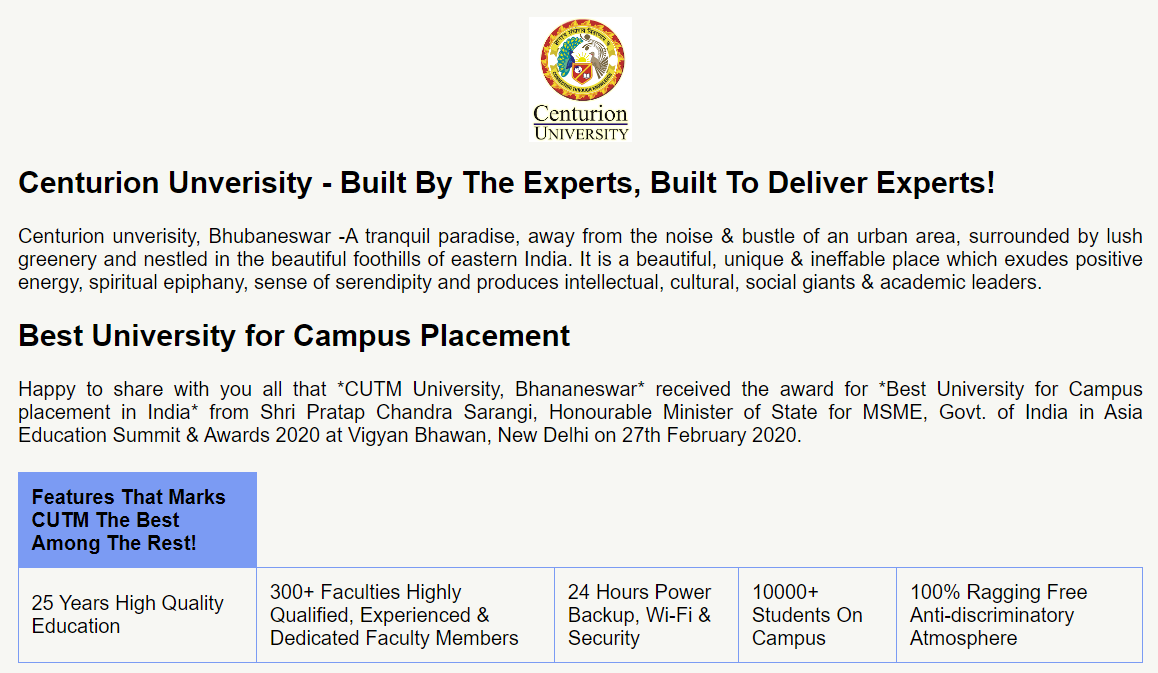 Centurion
UNIVERSITY
Centurion Unverisity - Built By The Experts, Built To Deliver Experts!
Centurion unverisity, Bhubaneswar -A tranquil paradise, away from the noise & bustle of an urban area, surrounded by lush
greenery and nestled in the beautiful foothills of eastern India. It is a beautiful, unique & ineffable place which exudes positive
energy, spiritual epiphany, sense of serendipity and produces intellectual, cultural, social giants & academic leaders.
Best University for Campus Placement
Happy to share with you all that *CUTM University, Bhananeswar* received the award for *Best University for Campus
placement in India* from Shri Pratap Chandra Sarangi, Honourable Minister of State for MSME, Govt. of India in Asia
Education Summit & Awards 2020 at Vigyan Bhawan, New Delhi on 27th February 2020.
Features That Marks
CUTM The Best
Among The Rest!
25 Years High Quality
Education
300+ Faculties Highly
Qualified, Experienced &
Dedicated Faculty Members
24 Hours Power
Backup, Wi-Fi &
Security
10000+
Students On
Campus
100% Ragging Free
Anti-discriminatory
Atmosphere